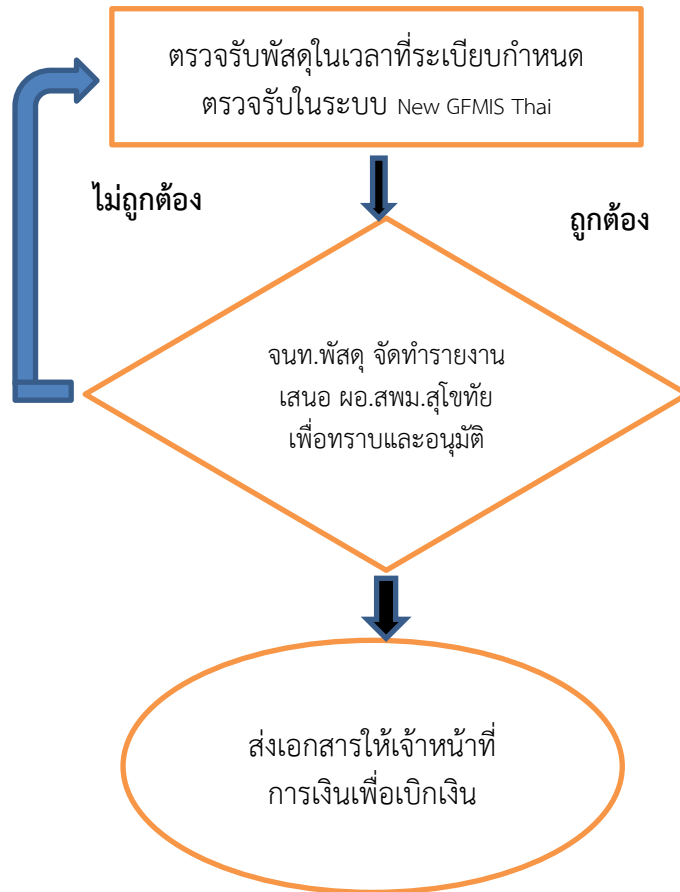 ตรวจรับพัสดุในเวลาที่ระเบียบกำหนด
ตรวจรับในระบบ New GFMIS Thai
ไม่ถูกต้อง
ถูกต้อง
จนท.พัสดุ จัดทำรายงาน
เสนอ ผอ.สพม.สุโขทัย
เพื่อทราบและอนุมัติ
ส่งเอกสารให้เจ้าหน้าที่
การเงินเพื่อเบิกเงิน